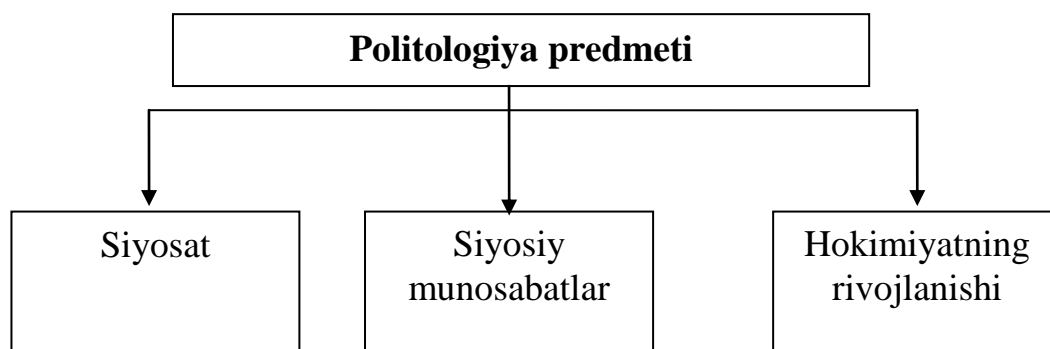 Politologiya predmeti
Siyosat
Siyosiy
munosabatlar
Hokimiyatning
rivojlanishi